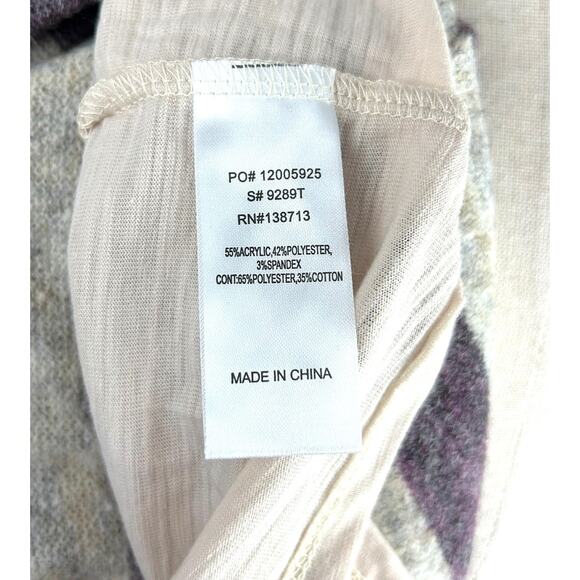 PO# 12005925
S# 9289T
RN#138713
55%ACRYLIC,42%POLYESTER,
3%SPANDEX
CONT:65%POLYESTER,35%COTTON
MADE IN CHINA